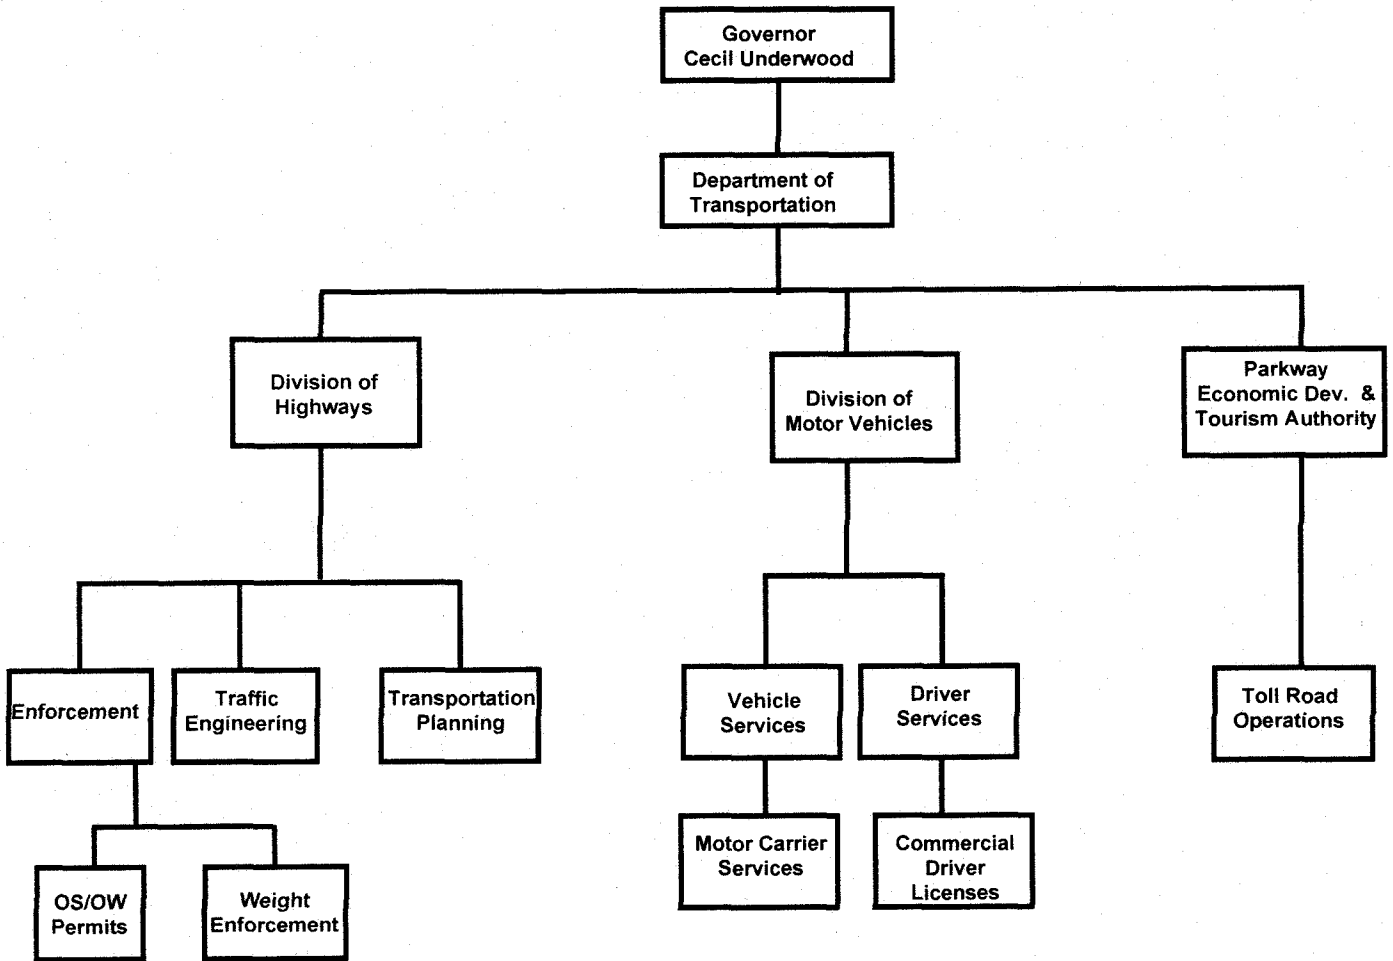 Governor
Cecil Underwood
Department of
Transportation
Division of
Highways
Division of
Motor Vehicles
Parkway
Economic Dev. &
Tourism Authority
Enforcement
Traffic
Engineering
Transportation
Planning
Vehicle
Services
Driver
Services
Toll Road
Operations
OS/OW
Permits
Weight
Enforcement
Motor Carrier
Services
Commercial
Driver
Licenses